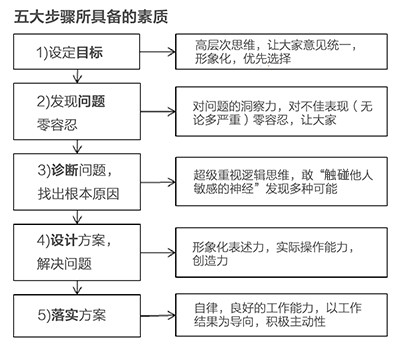 五大步骤所具备的素质
1)设定目标
高层次思维，让大家意见统一，
形象化，优先选择
2)发现问题
零容忍
对问题的洞察力，对不佳表现（无
论多严重）零容忍，让大家
3)诊断问题，
找出根本原因
超级重视逻辑思维，敢“触碰他人
敏感的神经”发现多种可能
4)设计方案，
解决问题
形象化表述力，实际操作能力，
创造力
5)落实方案
自律，良好的工作能力，以工作
结果为导向，积极主动性